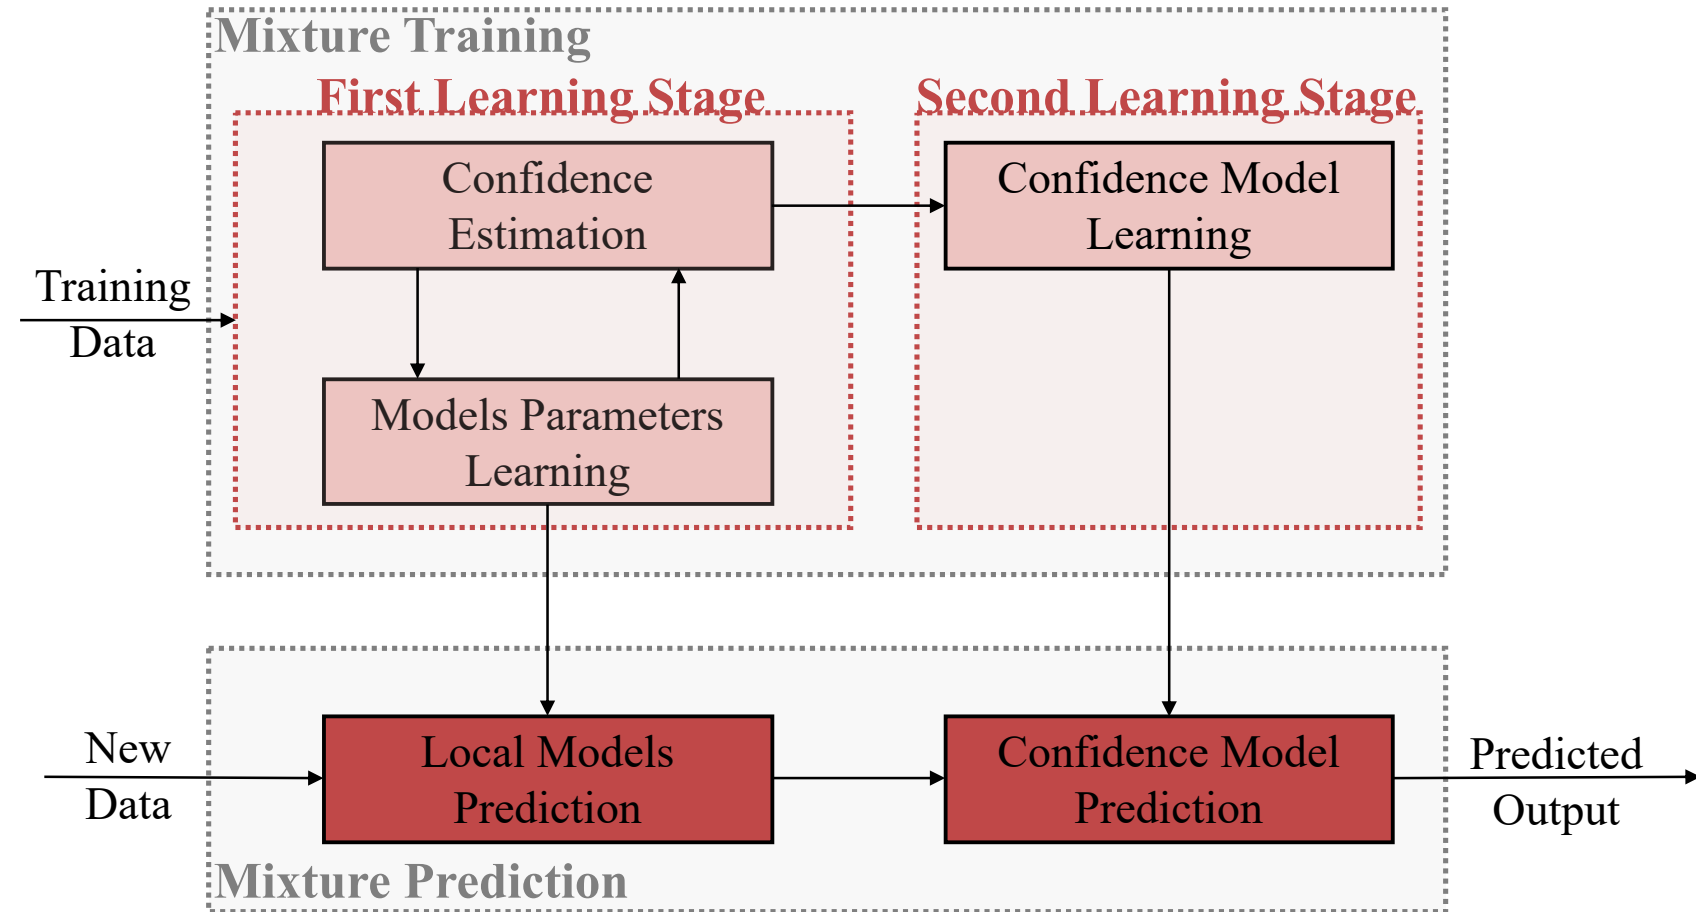 Mixture Training
First Learning Stage
Second Learning Stage
Confidence
Estimation
Confidence Model
Learning
Training
Data
Models Parameters
Learning
New
Data
Local Models
Prediction
Confidence Model
Prediction
Predicted
Output
Mixture Prediction